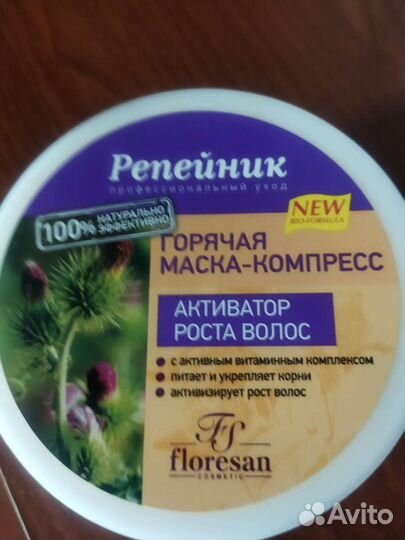 Репейник
профессиональный уход
100% НАТУРАЛЬНО ЭФФЕКТИВНО
NEW
BIO-FORMULA
ГОРЯЧАЯ
МАСКА-КОМПРЕСС
АКТИВАТОР
РОСТА ВОЛОС
с активным витаминным комплексом
питает и укрепляет корни
активизирует рост волос
FS
floresan
COSMETIC
Avito